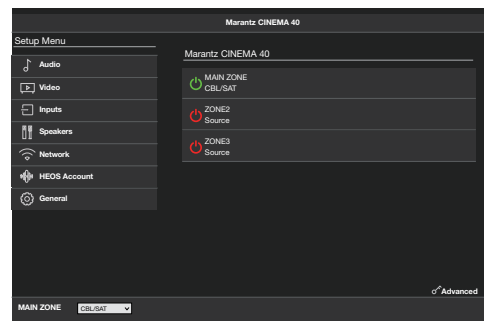 Marantz CINEMA 40
Setup Menu
Marantz CINEMA 40
Audio
MAIN ZONE
CBL/SAT
Video
Inputs
ZONE2
Source
Speakers
ZONE3
Source
Network
HEOS Account
General
Advanced
MAIN ZONE CBL/SAT